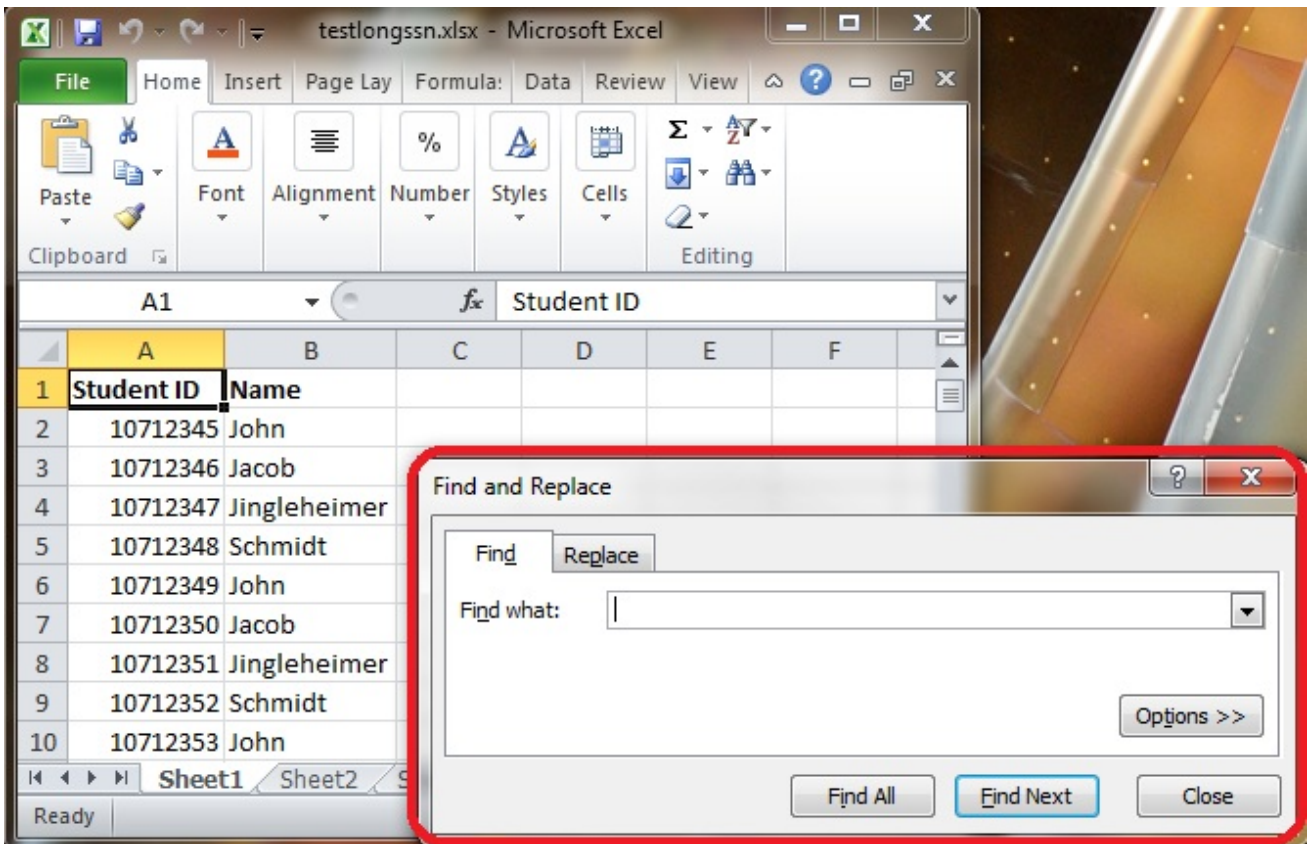 testlongssn.xlsx - Microsoft Excel
File Home Insert Page Lay Formula: Data Review View
Paste Font Alignment Number Styles Cells
% Σ A Z
Clipboard Editing
A1 fx Student ID
A B C D E F
1 Student ID Name
2 10712345 John
3 10712346 Jacob
4 10712347 Jingleheimer
5 10712348 Schmidt
6 10712349 John
7 10712350 Jacob
8 10712351 Jingleheimer
9 10712352 Schmidt
10 10712353 John
Sheet1 Sheet2 S
Ready
Find and Replace
Find Replace
Find what:
Options >>
Find All Find Next Close